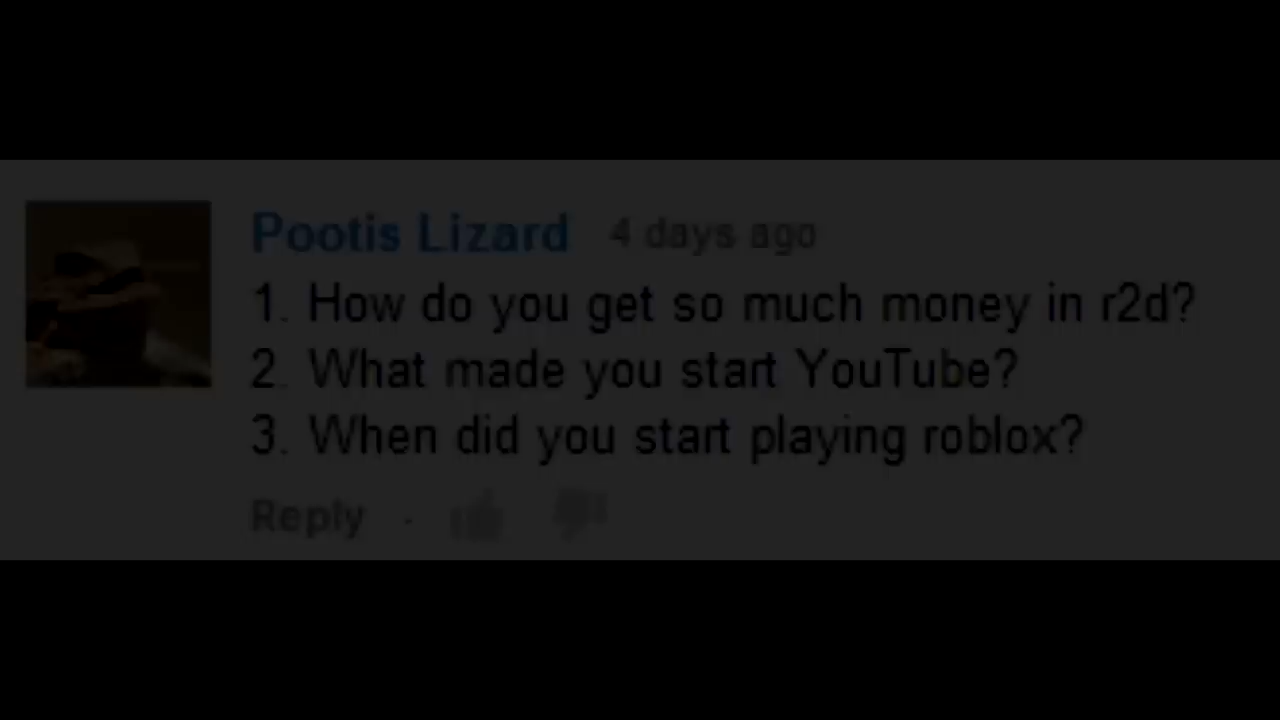 Pootis Lizard 4 days ago
1. How do you get so much money in r2d?
2. What made you start YouTube?
3. When did you start playing roblox?
Reply ·